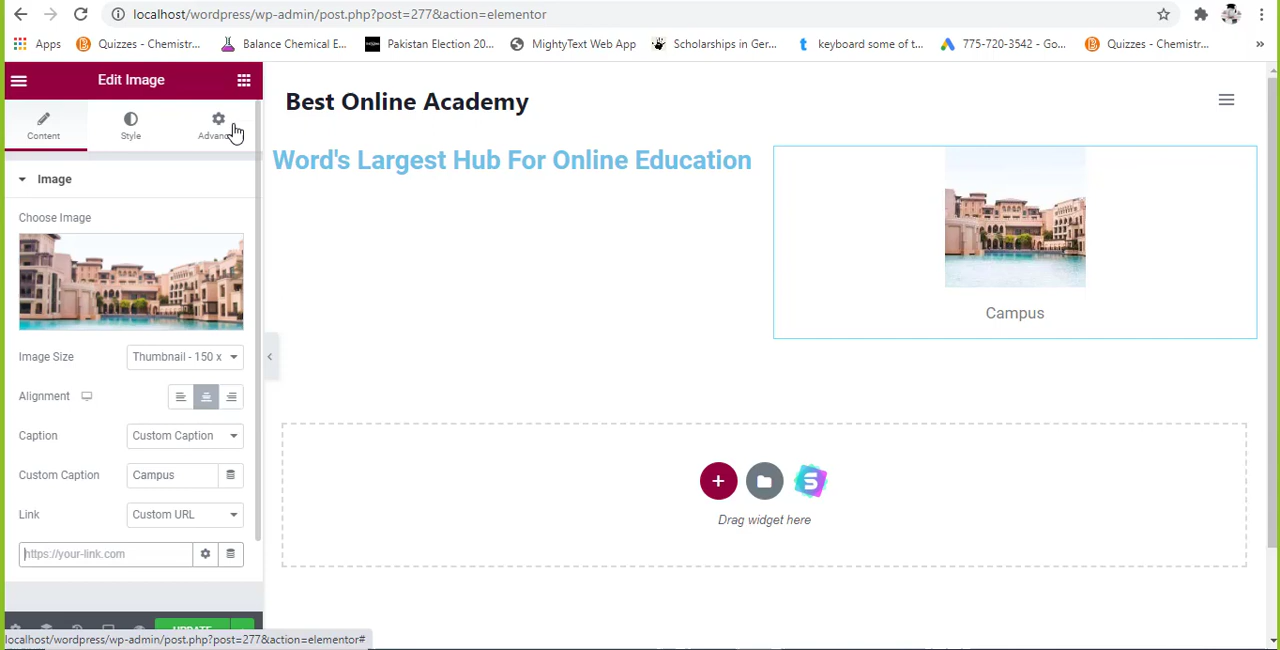 localhost/wordpress/wp-admin/post.php?post=277&action=elementor
Apps Quizzes - Chemistr... Balance Chemical E... Pakistan Election 20... MightyText Web App Scholarships in Ger... keyboard some of t... 775-720-3542 - Go... Quizzes - Chemistr... »
Edit Image
Content Style
Best Online Academy
Word's Largest Hub For Online Education
Image
Choose Image
Image Size Thumbnail - 150 x
Alignment
Caption Custom Caption
Custom Caption Campus
Link Custom URL
https://your-link.com
Campus
Drag widget here
UPDATE
localhost/wordpress/wp-admin/post.php?post=277&action=elementor#